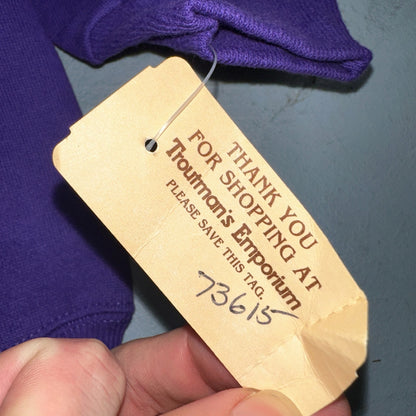 THANK YOU
FOR SHOPPING AT
Troutman's Emporium
PLEASE SAVE THIS TAG.
73615